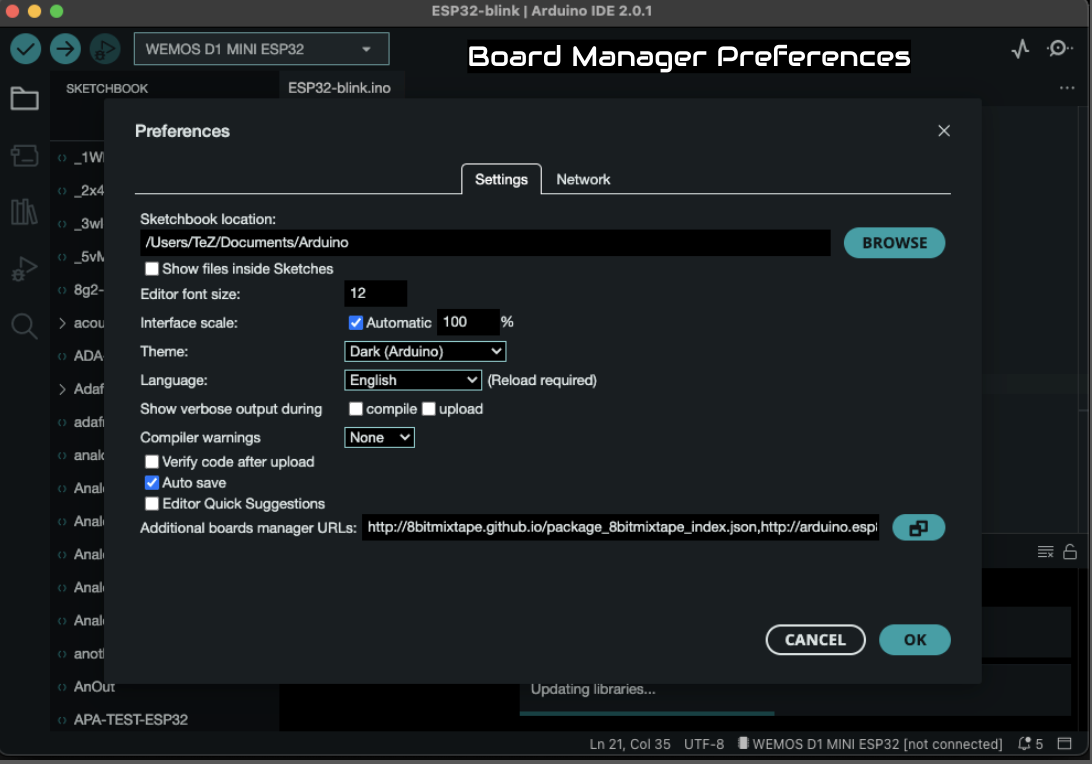 ESP32-blink | Arduino IDE 2.0.1
WEMOS D1 MINI ESP32
Board Manager Preferences
SKETCHBOOK
ESP32-blink.ino
Preferences
Settings Network
Sketchbook location:
/Users/TeZ/Documents/Arduino BROWSE
Show files inside Sketches
Editor font size: 12
Interface scale: Automatic 100 %
Theme: Dark (Arduino)
Language: English (Reload required)
Show verbose output during compile upload
Compiler warnings None
Verify code after upload
Auto save
Editor Quick Suggestions
Additional boards manager URLs: http://8bitmixtape.github.io/package_8bitmixtape_index.json,http://arduino.esp8
CANCEL OK
_2x4
_3wl
_5vM
8g2-
acou
ADA
Adaf
adafr
analo
Anal
Anal
Anal
Anal
Anal
anoth
AnOut
APA-TEST-ESP32
Updating libraries...
Ln 21, Col 35 UTF-8 WEMOS D1 MINI ESP32 [not connected] 5